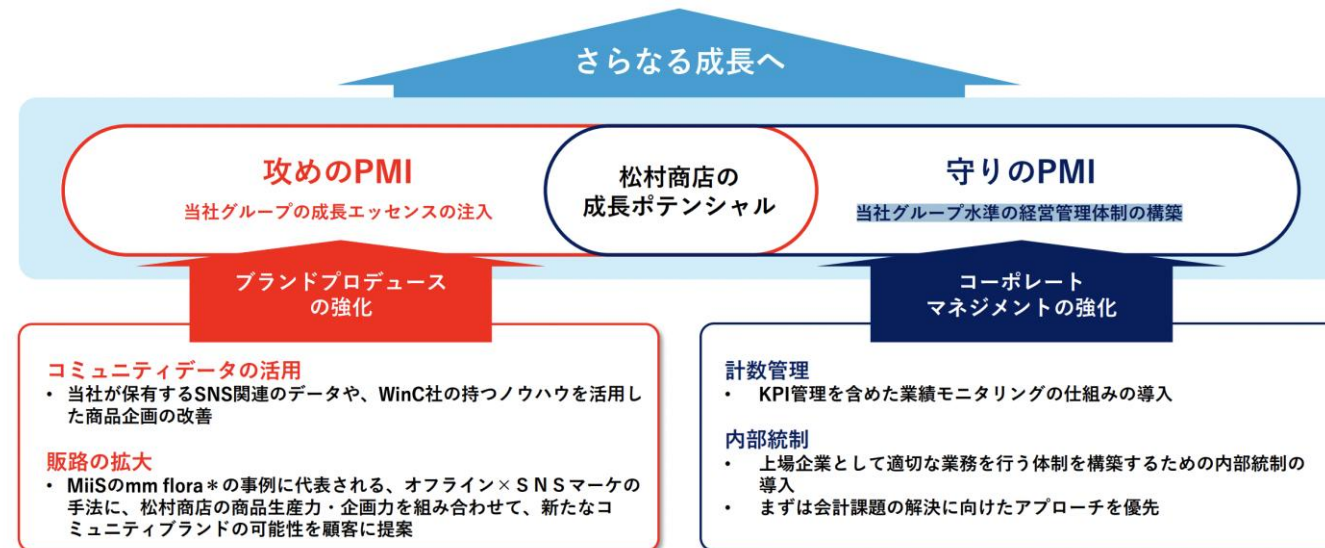 さらなる成長へ
攻めのPMI
当社グループの成長エッセンスの注入
松村商店の
成長ポテンシャル
守りのPMI
当社グループ水準の経営管理体制の構築
ブランドプロデュース
の強化
コーポレート
マネジメントの強化
コミュニティデータの活用
• 当社が保有するSNS関連のデータや、WinC社の持つノウハウを活用し
た商品企画の改善
販路の拡大
• MiiSのmm flora＊の事例に代表される、オフライン×ＳＮＳマーケの
手法に、松村商店の商品生産力・企画力を組み合わせて、新たなコ
ミュニティブランドの可能性を顧客に提案
計数管理
• KPI管理を含めた業績モニタリングの仕組みの導入
内部統制
• 上場企業として適切な業務を行う体制を構築するための内部統制の
導入
• まずは会計課題の解決に向けたアプローチを優先